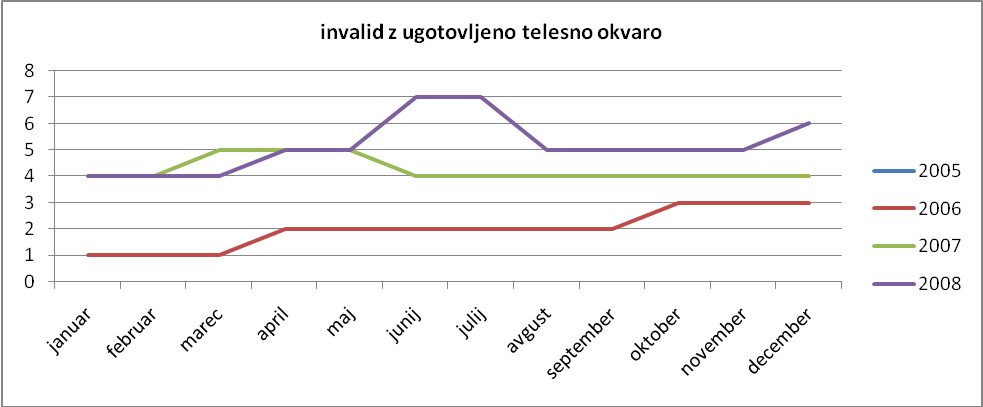 invalid z ugotovljeno telesno okvaro
8
7
6
5
4
3
2
1
0
januar
februar
marec
april
maj
junij
julij
avgust
september
oktober
november
december
2005
2006
2007
2008